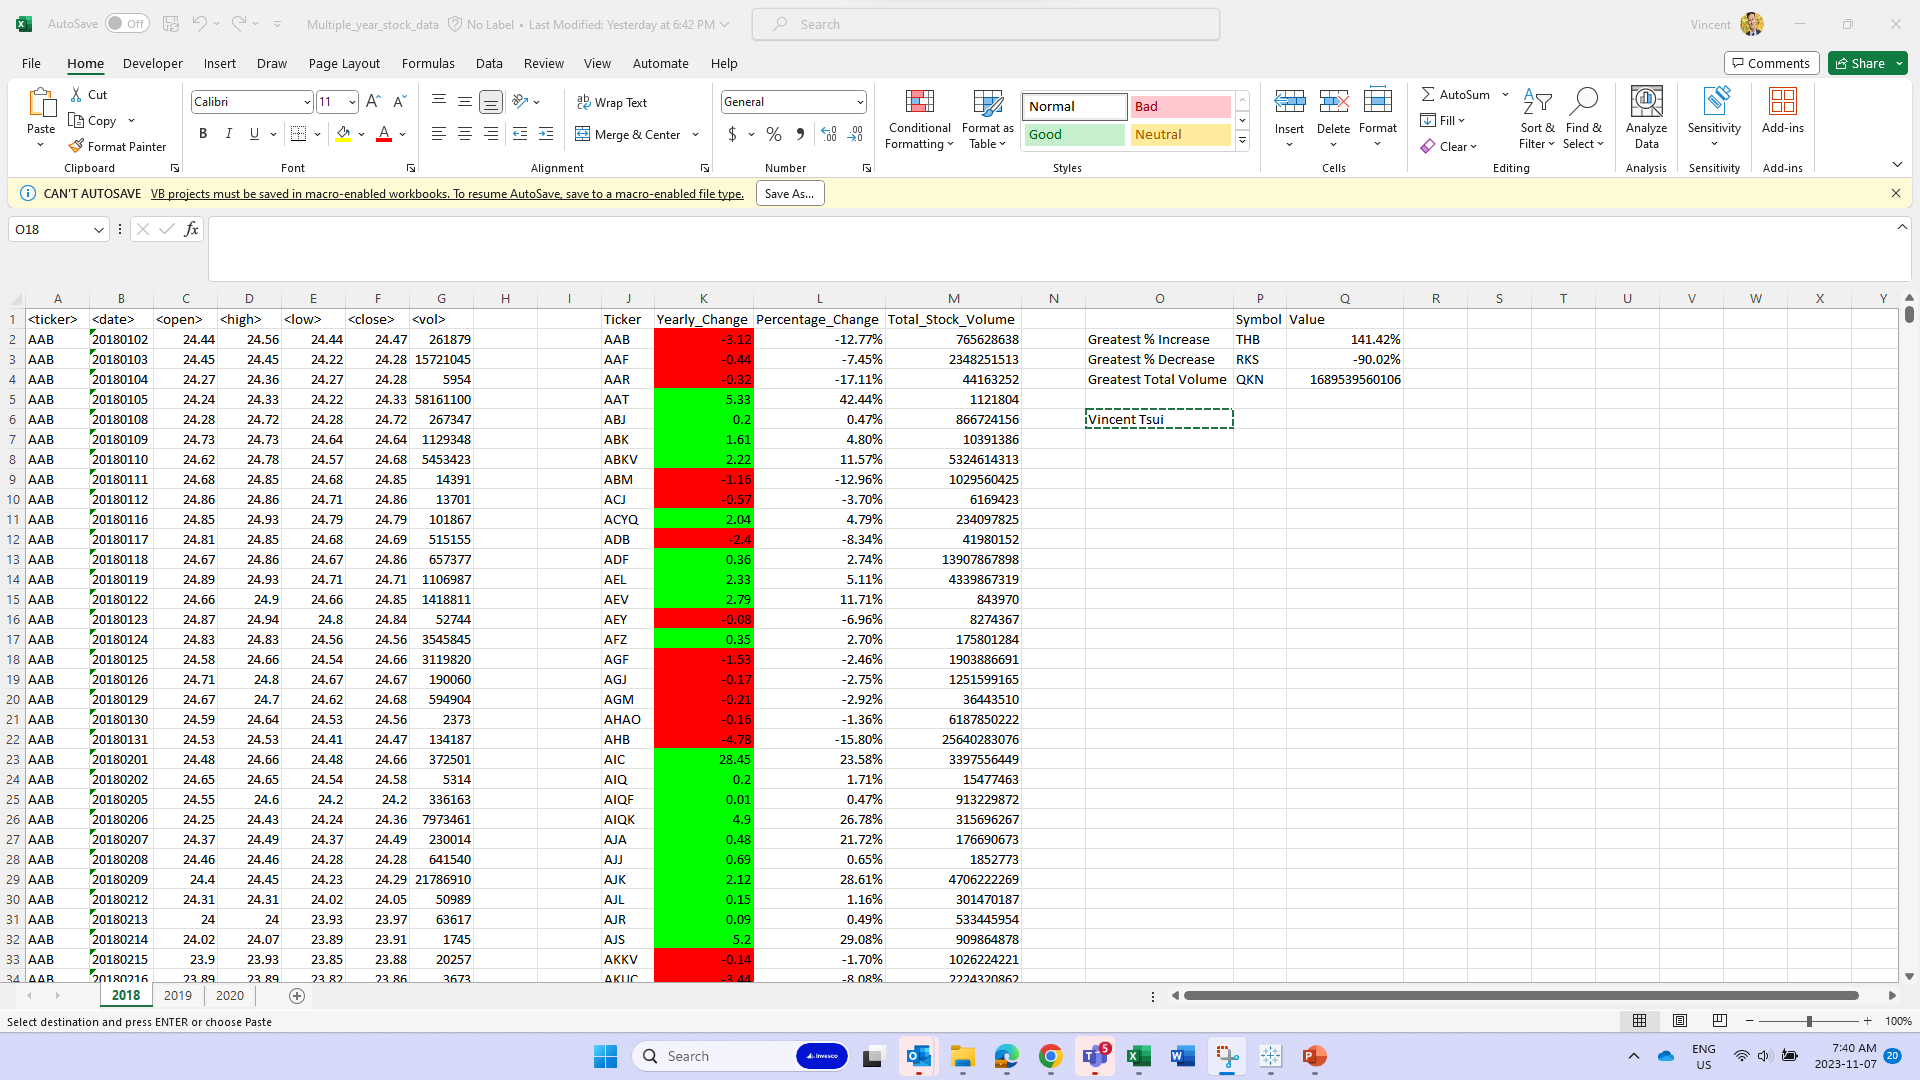 AutoSave Off Multiple_year_stock_data No Label • Last Modified: Yesterday at 6:42 PM Search Vincent
File Home Developer Insert Draw Page Layout Formulas Data Review View Automate Help Comments Share
Paste Cut Copy Format Painter Clipboard
Calibri 11 B I U A Font
Wrap Text Merge & Center Alignment
General $ % Number
Conditional Formatting Format as Table Normal Bad Good Neutral Styles
Insert Delete Format Cells
AutoSum Fill Clear Sort & Filter Find & Select Editing
Analyze Data Analysis
Sensitivity Sensitivity
Add-ins Add-ins
CAN'T AUTOSAVE VB projects must be saved in macro-enabled workbooks. To resume AutoSave, save to a macro-enabled file type. Save As...
O18 fx
A B C D E F G H I J K L M N O P Q R S T U V W X Y
1 <ticker> <date> <open> <high> <low> <close> <vol> Ticker Yearly_Change Percentage_Change Total_Stock_Volume Symbol Value
2 AAB 20180102 24.44 24.56 24.44 24.47 261879 AAB -3.12 -12.77% 765628638 Greatest % Increase THB 141.42%
3 AAB 20180103 24.45 24.45 24.22 24.28 15721045 AAF -0.44 -7.45% 2348251513 Greatest % Decrease RKS -90.02%
4 AAB 20180104 24.27 24.36 24.27 24.28 5954 AAR -0.32 -17.11% 44163252 Greatest Total Volume QKN 1689539560106
5 AAB 20180105 24.24 24.33 24.22 24.33 58161100 AAT 5.33 42.44% 1121804
6 AAB 20180108 24.28 24.72 24.28 24.72 267347 ABJ 0.2 0.47% 866724156 Vincent Tsui
7 AAB 20180109 24.73 24.73 24.64 24.64 1129348 ABK 1.61 4.80% 10391386
8 AAB 20180110 24.62 24.78 24.57 24.68 5453423 ABKV 2.22 11.57% 5324614313
9 AAB 20180111 24.68 24.85 24.68 24.85 14391 ABM -1.16 -12.96% 1029560425
10 AAB 20180112 24.86 24.86 24.71 24.86 13701 ACJ -0.57 -3.70% 6169423
11 AAB 20180116 24.85 24.93 24.79 24.79 101867 ACYQ 2.04 4.79% 234097825
12 AAB 20180117 24.81 24.85 24.68 24.69 515155 ADB -2.4 -8.34% 41980152
13 AAB 20180118 24.67 24.86 24.67 24.86 657377 ADF 0.36 2.74% 13907867898
14 AAB 20180119 24.89 24.93 24.71 24.71 1106987 AEL 2.33 5.11% 4339867319
15 AAB 20180122 24.66 24.9 24.66 24.85 1418811 AEV 2.79 11.71% 843970
16 AAB 20180123 24.87 24.94 24.8 24.84 52744 AEY -0.08 -6.96% 8274367
17 AAB 20180124 24.83 24.83 24.56 24.56 3545845 AFZ 0.35 2.70% 175801284
18 AAB 20180125 24.58 24.66 24.54 24.66 3119820 AGF -1.53 -2.46% 1903886691
19 AAB 20180126 24.71 24.8 24.67 24.67 190060 AGJ -0.17 -2.75% 1251599165
20 AAB 20180129 24.67 24.7 24.62 24.68 594904 AGM -0.21 -2.92% 36443510
21 AAB 20180130 24.59 24.64 24.53 24.56 2373 AHAO -0.16 -1.36% 6187850222
22 AAB 20180131 24.53 24.53 24.41 24.47 134187 AHB -4.78 -15.80% 25640283076
23 AAB 20180201 24.48 24.66 24.48 24.66 372501 AIC 28.45 23.58% 3397556449
24 AAB 20180202 24.65 24.65 24.54 24.58 5314 AIQ 0.2 1.71% 15477463
25 AAB 20180205 24.55 24.6 24.2 24.2 336163 AIQF 0.01 0.47% 913229872
26 AAB 20180206 24.25 24.43 24.24 24.36 7973461 AIQK 4.9 26.78% 315696267
27 AAB 20180207 24.37 24.49 24.37 24.49 230014 AJA 0.48 21.72% 176690673
28 AAB 20180208 24.46 24.46 24.28 24.28 641540 AJJ 0.69 0.65% 1852773
29 AAB 20180209 24.4 24.45 24.23 24.29 21786910 AJK 2.12 28.61% 4706222269
30 AAB 20180212 24.31 24.31 24.02 24.05 50989 AJL 0.15 1.16% 301470187
31 AAB 20180213 24 24 23.93 23.97 63617 AJR 0.09 0.49% 533445954
32 AAB 20180214 24.02 24.07 23.89 23.91 1745 AJS 5.2 29.08% 909864878
33 AAB 20180215 23.9 23.93 23.85 23.88 20257 AKKV -0.14 -1.70% 1026224221
34 AAB 20180216 23.89 23.89 23.82 23.86 3673 AKUC -3.44 -8.08% 2224320862
2018 2019 2020
Select destination and press ENTER or choose Paste 100%
Search Invesco 5 ENG US 7:40 AM 2023-11-07 20